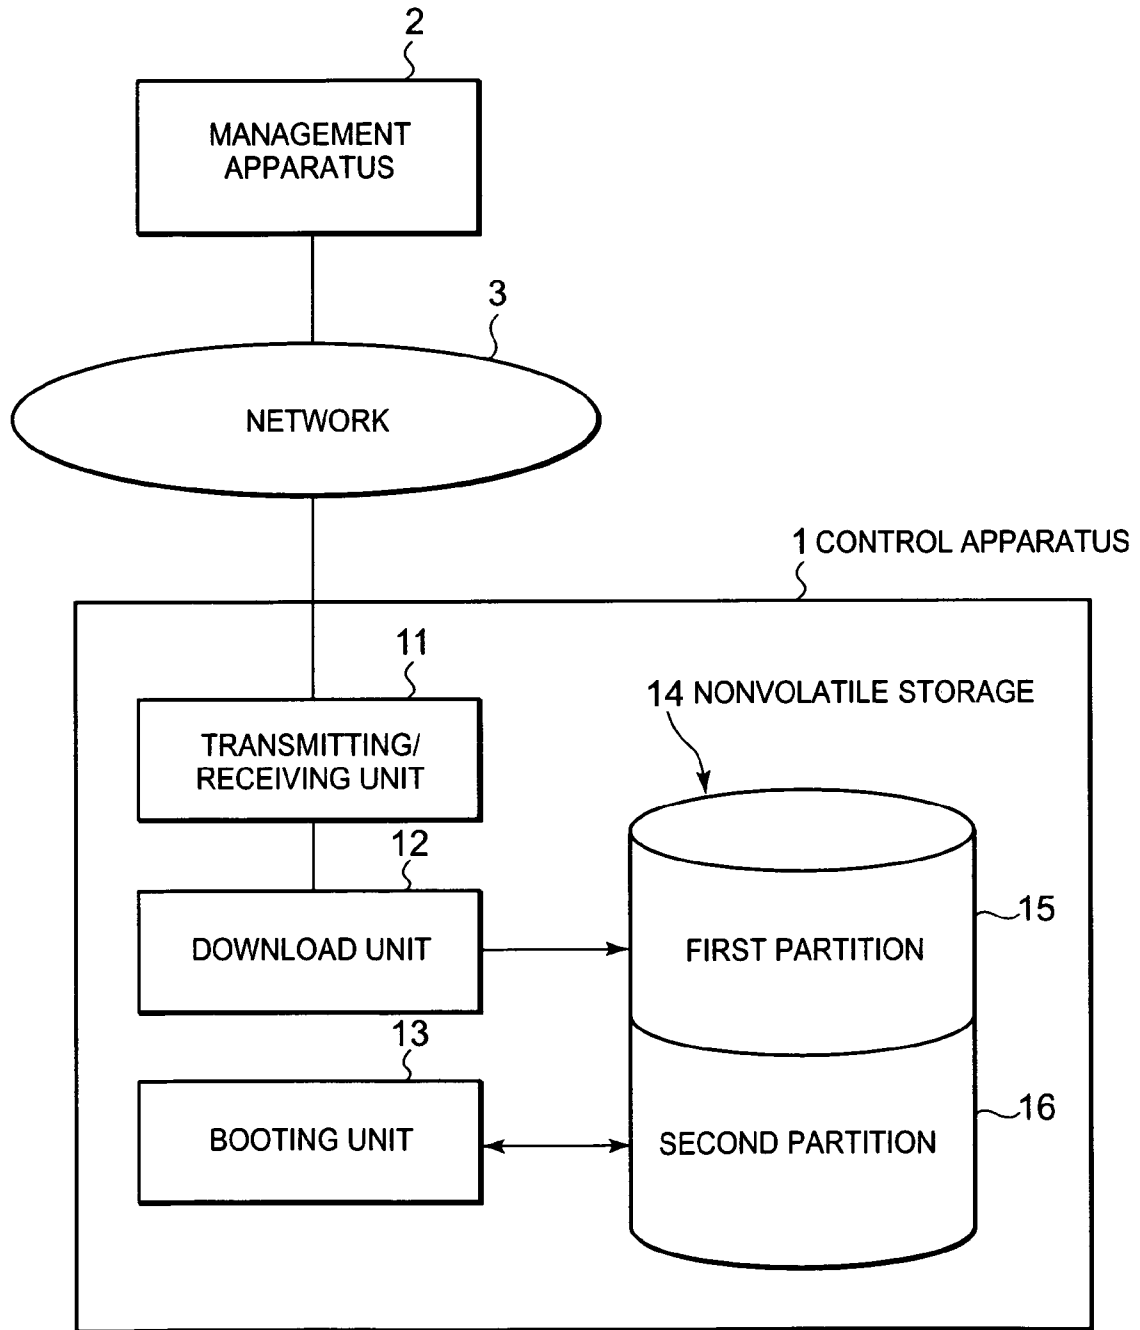 2
MANAGEMENT
APPARATUS
3
NETWORK
1 CONTROL APPARATUS
11
TRANSMITTING/
RECEIVING UNIT
14 NONVOLATILE STORAGE
12
DOWNLOAD UNIT
15
FIRST PARTITION
13
BOOTING UNIT
16
SECOND PARTITION